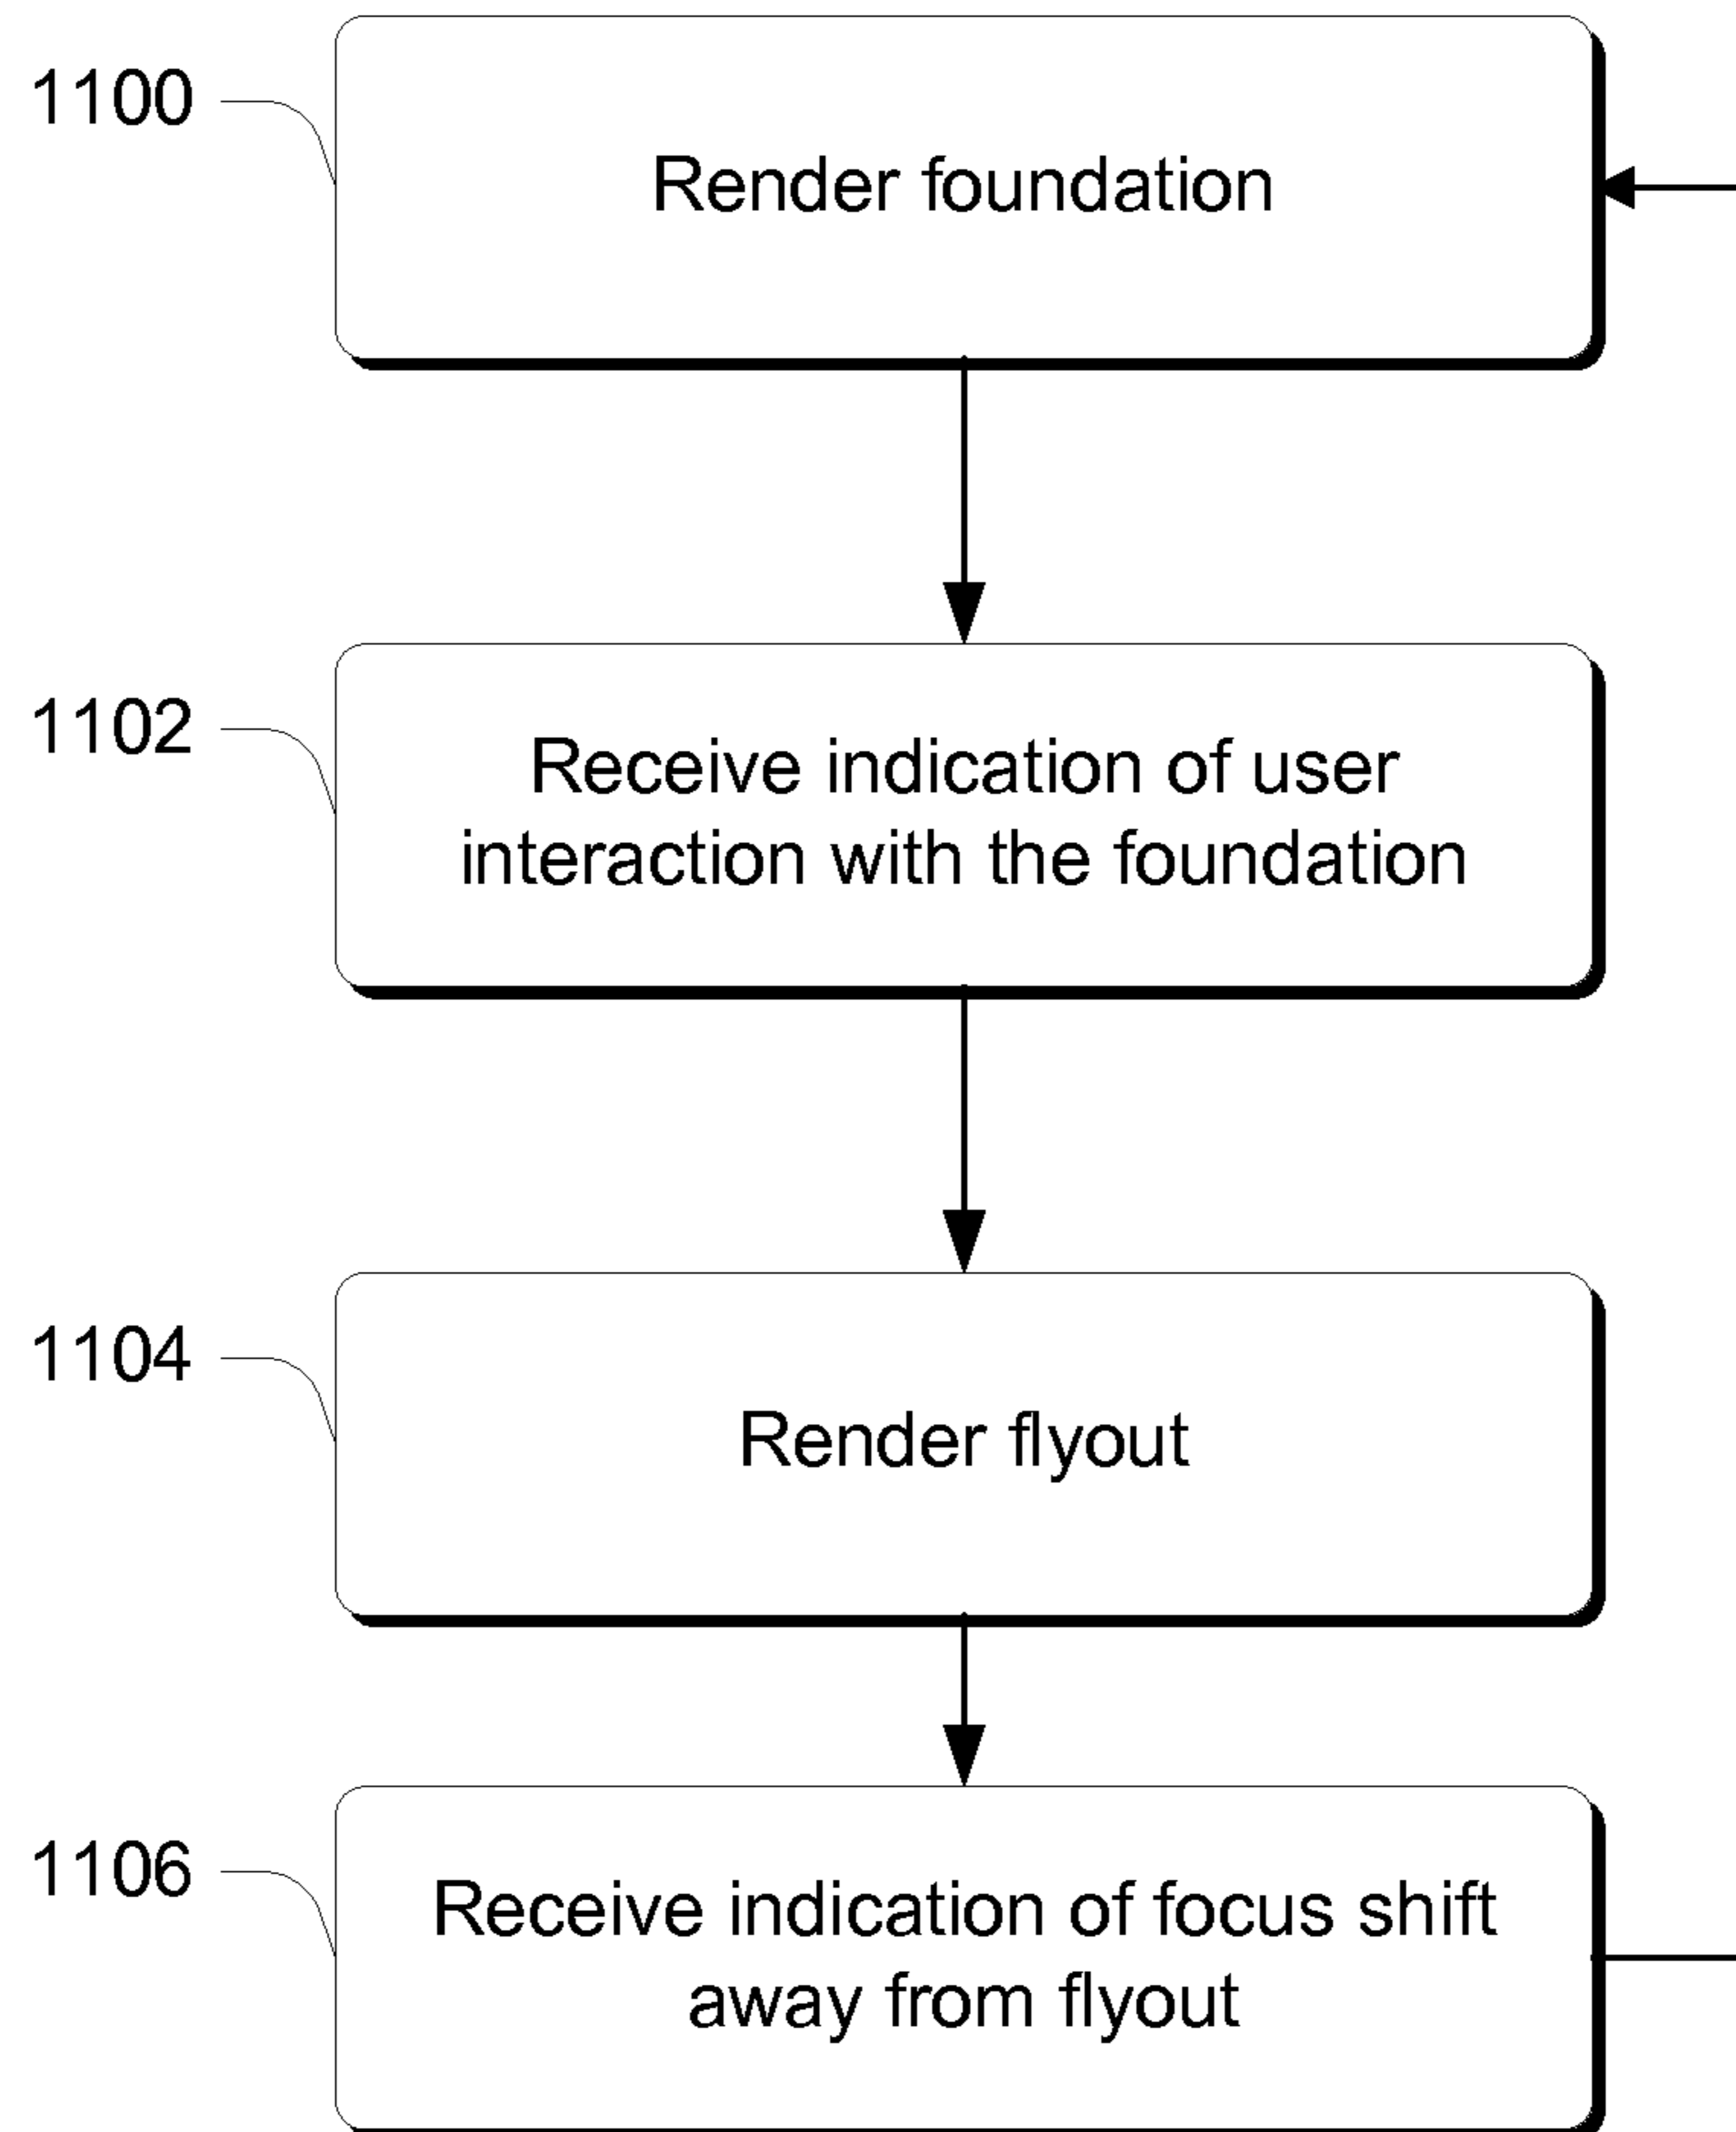 1100
Render foundation
1102
Receive indication of user
interaction with the foundation
1104
Render flyout
1106
Receive indication of focus shift
away from flyout